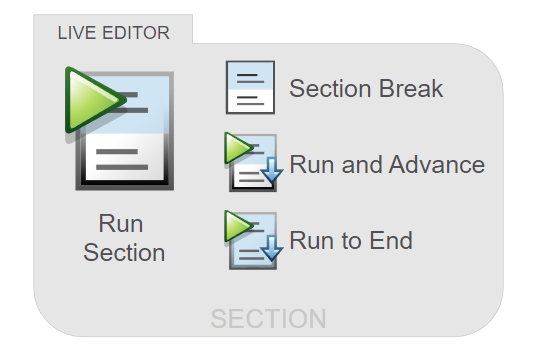 LIVE EDITOR
Run
Section
Section Break
Run and Advance
Run to End
SECTION